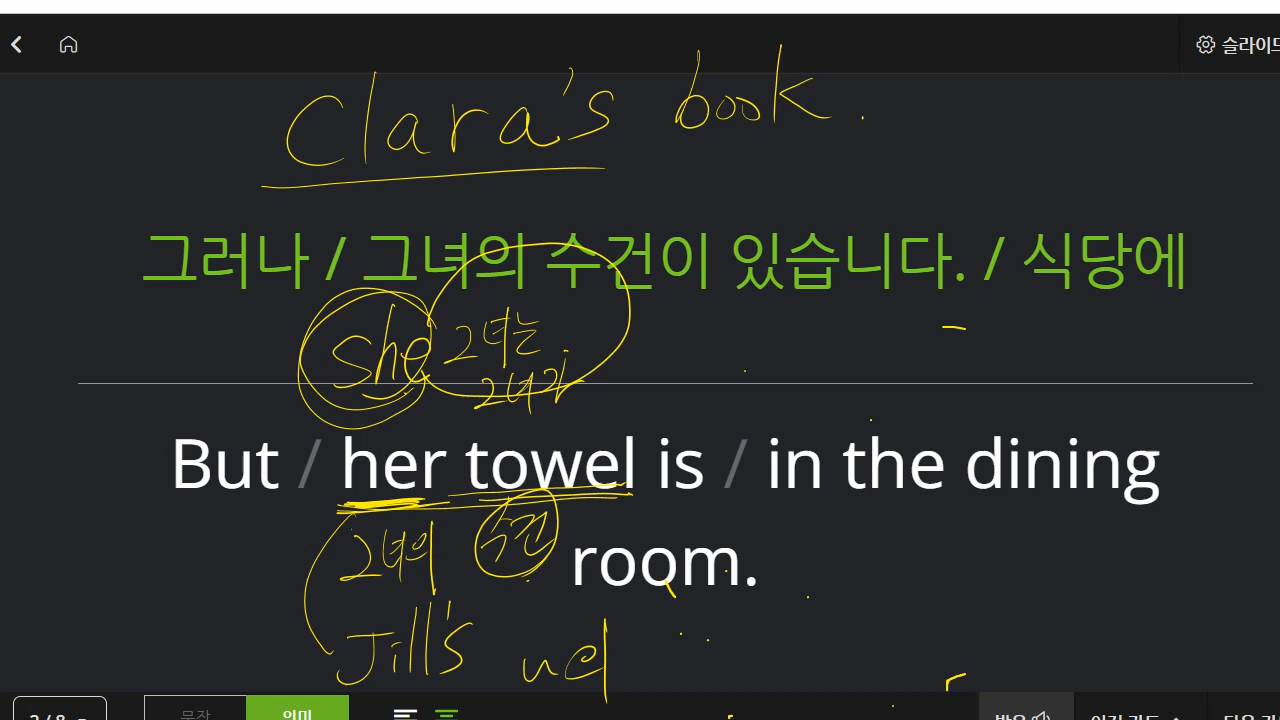 슬라이드
Clara's book.
그러나 / 그녀의 수건이 있습니다. / 식당에
she 그녀는
그녀가
But / her towel is / in the dining
그녀의 수건
room.
Jill's
의미